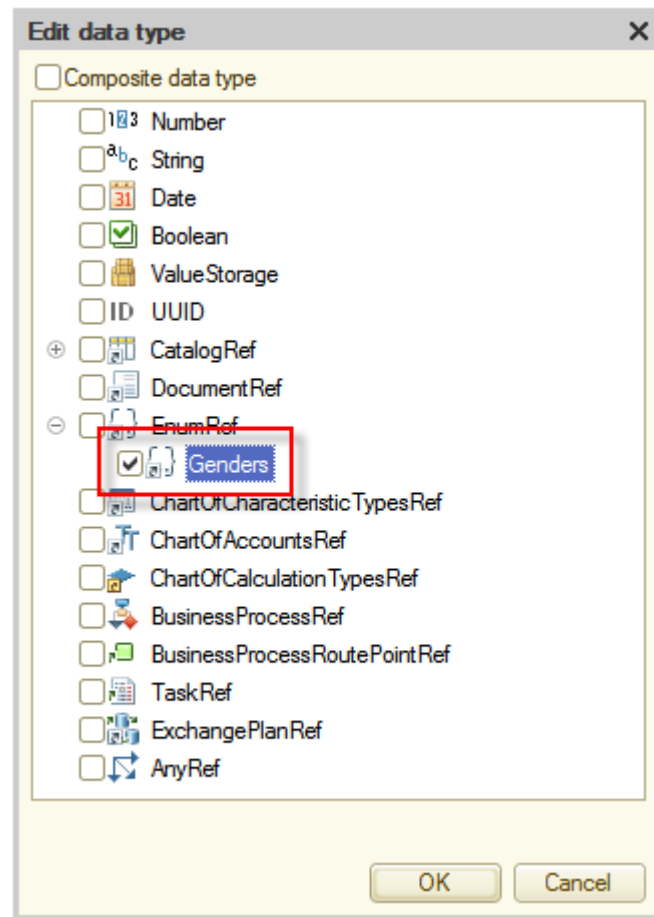 Edit data type
Composite data type
Number
String
Date
Boolean
ValueStorage
ID UUID
CatalogRef
DocumentRef
EnumRef
Genders
ChartOfCharacteristicTypesRef
ChartOfAccountsRef
ChartOfCalculationTypesRef
BusinessProcessRef
BusinessProcessRoutePointRef
TaskRef
ExchangePlanRef
AnyRef
OK Cancel